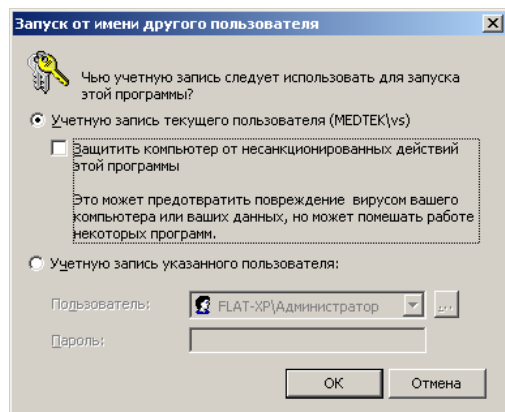 Запуск от имени другого пользователя
Чью учетную запись следует использовать для запуска
этой программы?
Учетную запись текущего пользователя (MEDTEK\vs)
Защитить компьютер от несанкционированных действий
этой программы
Это может предотвратить повреждение вирусом вашего
компьютера или ваших данных, но может помешать работе
некоторых программ.
Учетную запись указанного пользователя:
Пользователь:
FLAT-XP\Администратор
...
Пароль:
ОК
Отмена